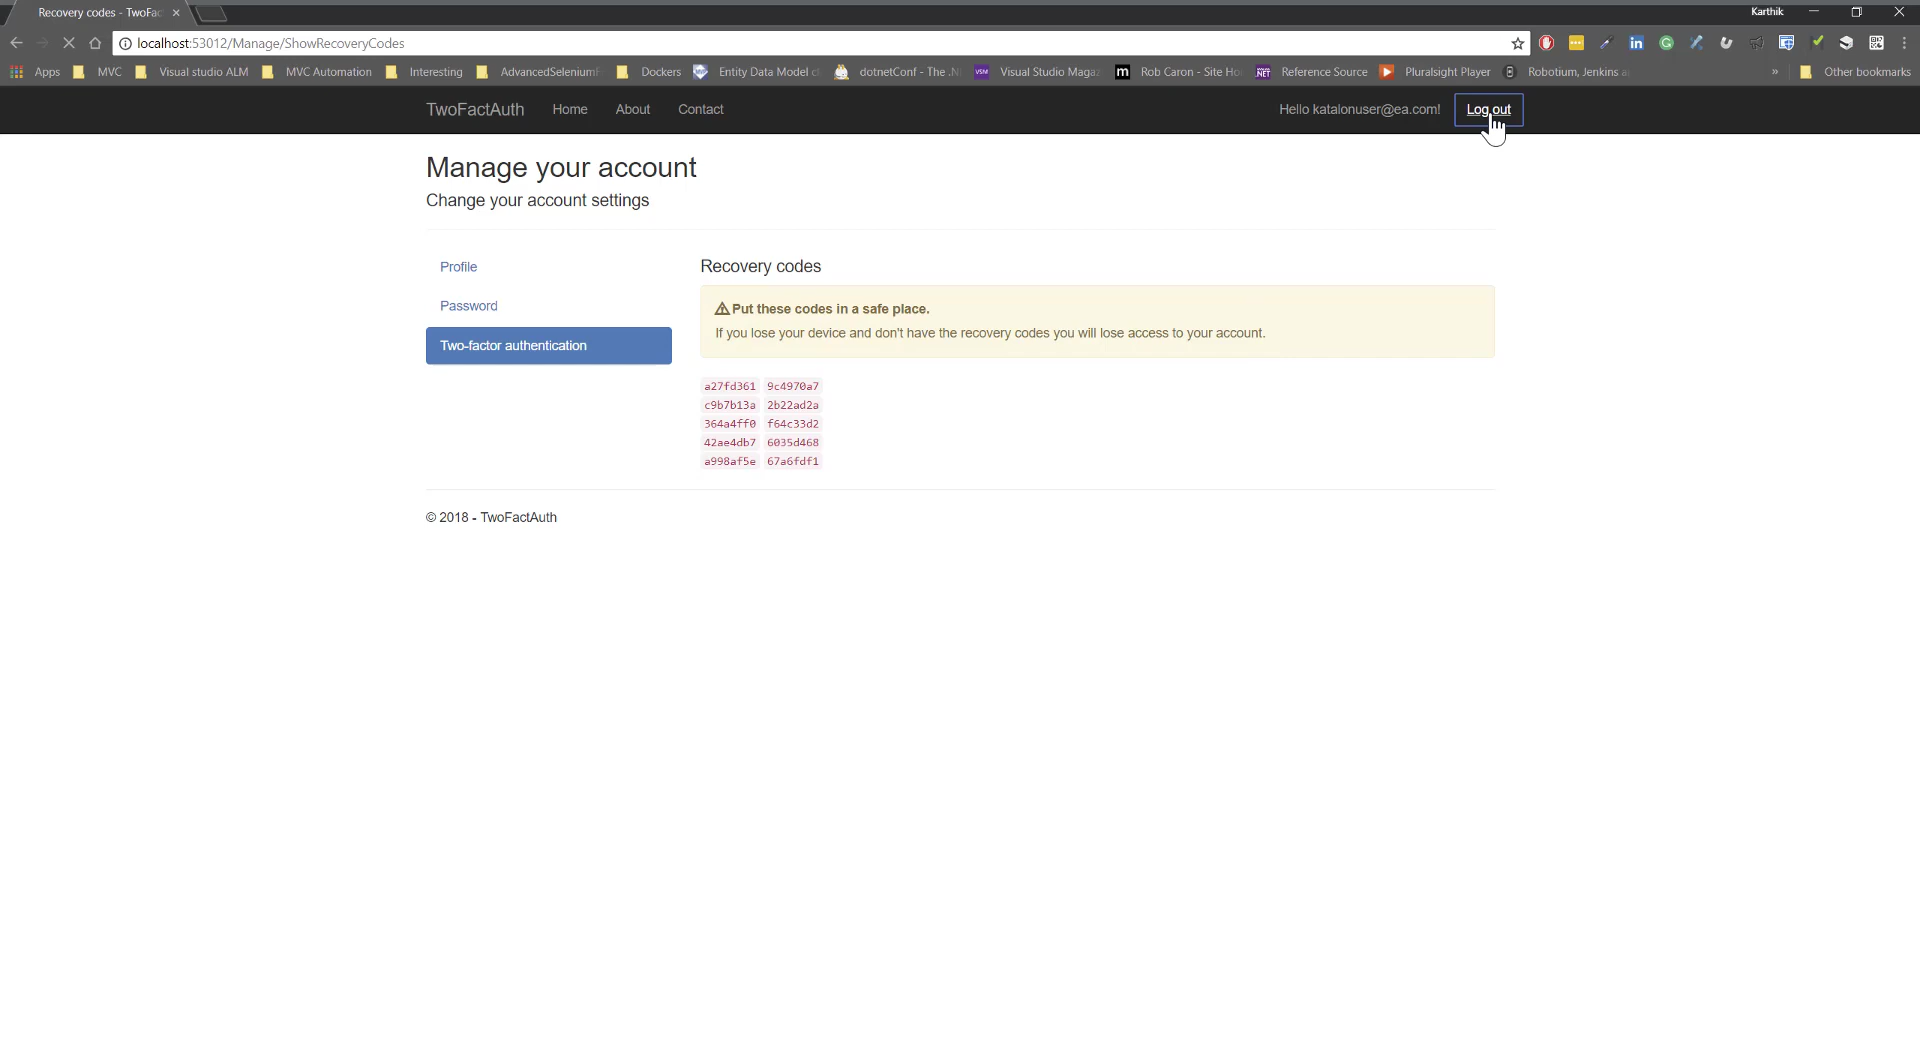 Recovery codes - TwoFac
Karthik
localhost:53012/Manage/ShowRecoveryCodes
Apps MVC Visual studio ALM MVC Automation Interesting AdvancedSelenium Dockers Entity Data Model dotnetConf - The .N Visual Studio Magaz Rob Caron - Site Ho Reference Source Pluralsight Player Robotium, Jenkins » Other bookmarks
TwoFactAuth Home About Contact Hello katalonuser@ea.com! Log out
Manage your account
Change your account settings
Profile
Password
Two-factor authentication
Recovery codes
Put these codes in a safe place.
If you lose your device and don't have the recovery codes you will lose access to your account.
a27fd361 9c4970a7
c9b7b13a 2b22ad2a
364a4ff0 f64c33d2
42ae4db7 6035d468
a998af5e 67a6fdf1
© 2018 - TwoFactAuth